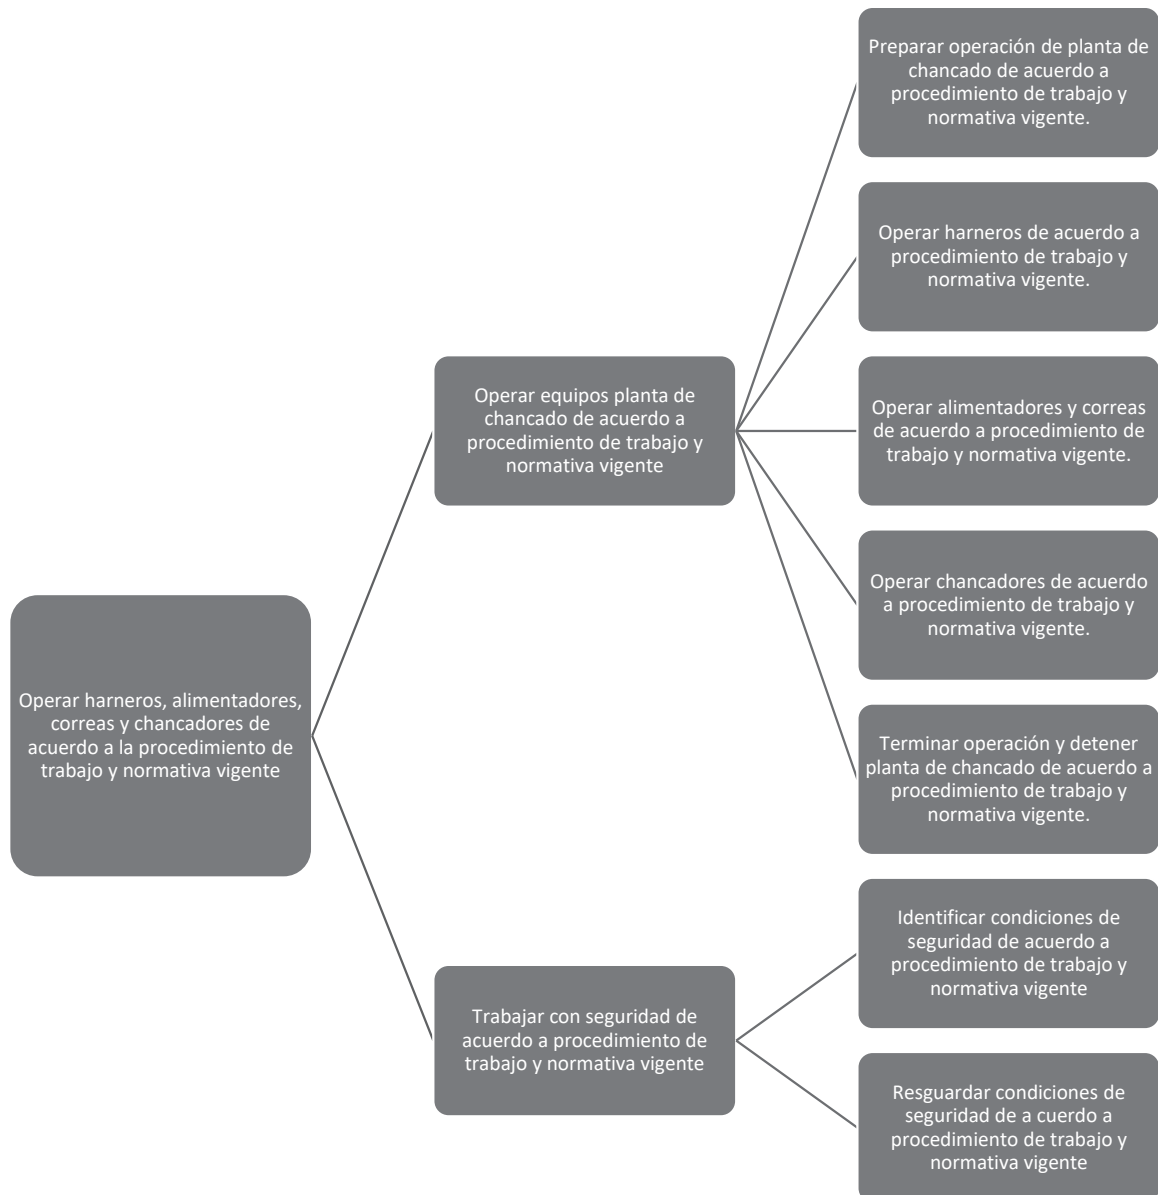 Operar harneros, alimentadores,
correas y chancadores de
acuerdo a la procedimiento de
trabajo y normativa vigente
Operar equipos planta de
chancado de acuerdo a
procedimiento de trabajo y
normativa vigente
Preparar operación de planta de
chancado de acuerdo a
procedimiento de trabajo y
normativa vigente.
Operar harneros de acuerdo a
procedimiento de trabajo y
normativa vigente.
Operar alimentadores y correas
de acuerdo a procedimiento de
trabajo y normativa vigente.
Operar chancadores de acuerdo
a procedimiento de trabajo y
normativa vigente.
Terminar operación y detener
planta de chancado de acuerdo a
procedimiento de trabajo y
normativa vigente.
Trabajar con seguridad de
acuerdo a procedimiento de
trabajo y normativa vigente
Identificar condiciones de
seguridad de acuerdo a
procedimiento de trabajo y
normativa vigente
Resguardar condiciones de
seguridad de a cuerdo a
procedimiento de trabajo y
normativa vigente